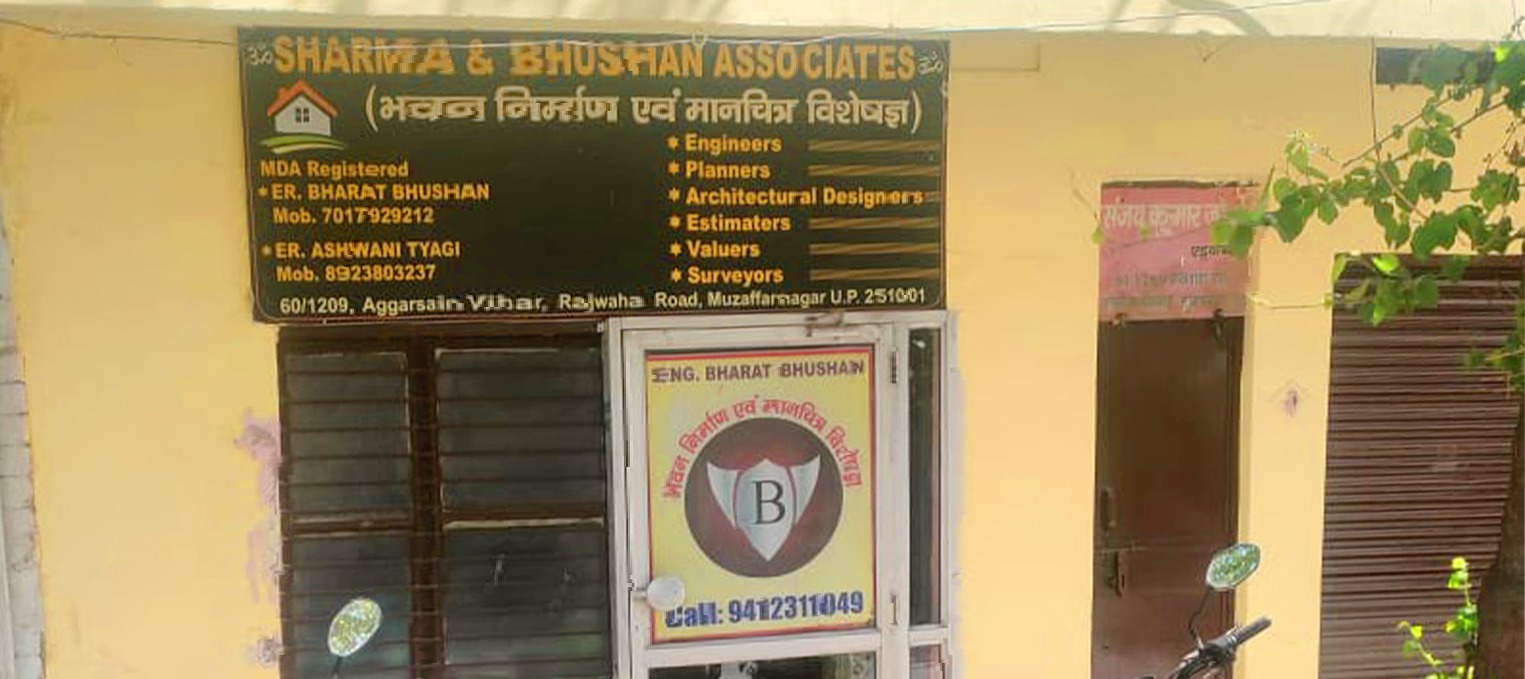 ॐ SHARMA & BHUSHAN ASSOCIATES ॐ
(भवन निर्माण एवं मानचित्र विशेषज्ञ)
MDA Registered
* ER. BHARAT BHUSHAN
Mob. 7017929212
* ER. ASHWANI TYAGI
Mob. 8923803237
* Engineers
* Planners
* Architectural Designers
* Estimaters
* Valuers
* Surveyors
60/1209, Aggarsain Vihar, Rajwaha Road, Muzaffarnagar U.P. 251001
ENG. BHARAT BHUSHAN
भवन निर्माण एवं मानचित्र विशेषज्ञ
B
Call: 9412311049
संजय कुमार